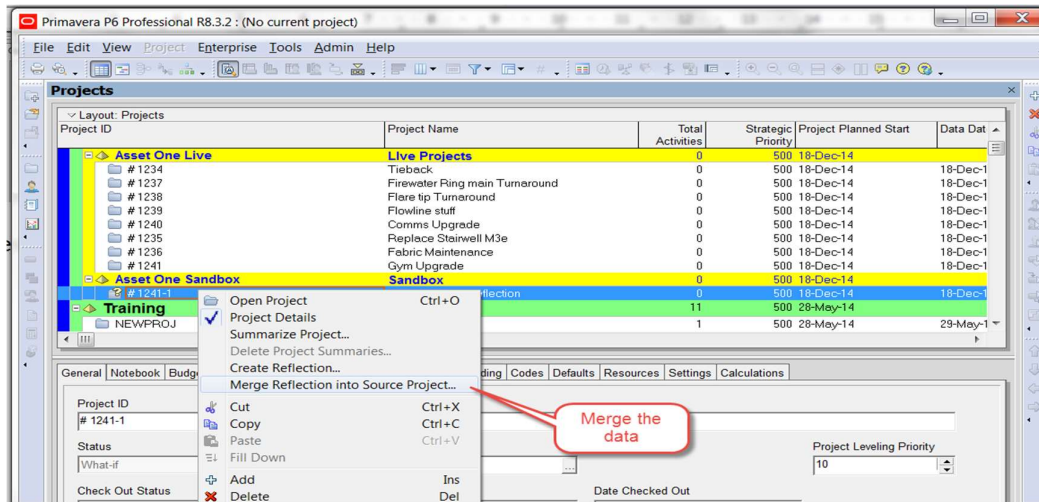 Primavera P6 Professional R8.3.2 : (No current project)
File Edit View Project Enterprise Tools Admin Help
Projects
Layout: Projects
Project ID Project Name Total Activities Strategic Priority Project Planned Start Data Dat
Asset One Live LIve Projects 0 500 18-Dec-14
# 1234 Tieback 0 500 18-Dec-14 18-Dec-1
# 1237 Firewater Ring main Turnaround 0 500 18-Dec-14 18-Dec-1
# 1238 Flare tip Turnaround 0 500 18-Dec-14 18-Dec-1
# 1239 Flowline stuff 0 500 18-Dec-14 18-Dec-1
# 1240 Comms Upgrade 0 500 18-Dec-14 18-Dec-1
# 1235 Replace Stairwell M3e 0 500 18-Dec-14 18-Dec-1
# 1236 Fabric Maintenance 0 500 18-Dec-14 18-Dec-1
# 1241 Gym Upgrade 0 500 18-Dec-14 18-Dec-1
Asset One Sandbox Sandbox 0 500 18-Dec-14
# 1241-1 flection 0 500 18-Dec-14 18-Dec-1
Training 11 500 28-May-14
NEWPROJ 1 500 28-May-14 29-May-1
Open Project Ctrl+O
Project Details
Summarize Project...
Delete Project Summaries...
Create Reflection...
Merge Reflection into Source Project...
Cut Ctrl+X
Copy Ctrl+C
Paste Ctrl+V
Fill Down
Add Ins
Delete Del
Merge the
data
General Notebook Budg ding Codes Defaults Resources Settings Calculations
Project ID
# 1241-1
Status Project Leveling Priority
What-if 10
Check Out Status Date Checked Out